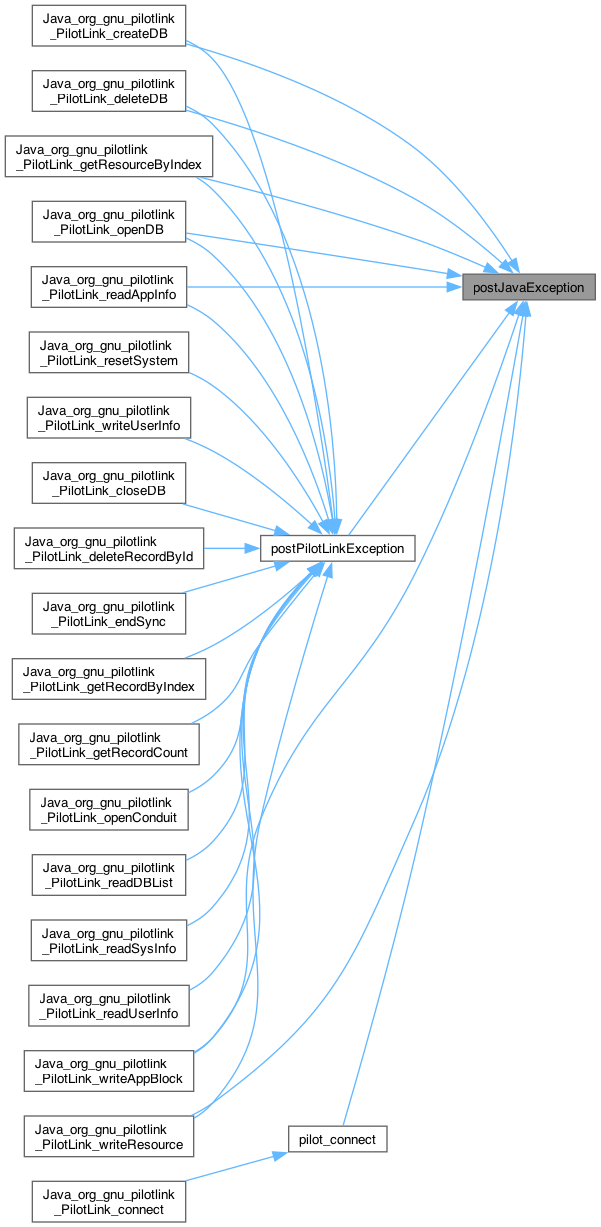 Java_org_gnu_pilotlink
_PilotLink_createDB
Java_org_gnu_pilotlink
_PilotLink_deleteDB
Java_org_gnu_pilotlink
_PilotLink_getResourceByIndex
Java_org_gnu_pilotlink
_PilotLink_openDB
Java_org_gnu_pilotlink
_PilotLink_readAppInfo
postJavaException
Java_org_gnu_pilotlink
_PilotLink_resetSystem
Java_org_gnu_pilotlink
_PilotLink_writeUserInfo
Java_org_gnu_pilotlink
_PilotLink_closeDB
Java_org_gnu_pilotlink
_PilotLink_deleteRecordById
postPilotLinkException
Java_org_gnu_pilotlink
_PilotLink_endSync
Java_org_gnu_pilotlink
_PilotLink_getRecordByIndex
Java_org_gnu_pilotlink
_PilotLink_getRecordCount
Java_org_gnu_pilotlink
_PilotLink_openConduit
Java_org_gnu_pilotlink
_PilotLink_readDBList
Java_org_gnu_pilotlink
_PilotLink_readSysInfo
Java_org_gnu_pilotlink
_PilotLink_readUserInfo
Java_org_gnu_pilotlink
_PilotLink_writeAppBlock
Java_org_gnu_pilotlink
_PilotLink_writeResource
pilot_connect
Java_org_gnu_pilotlink
_PilotLink_connect